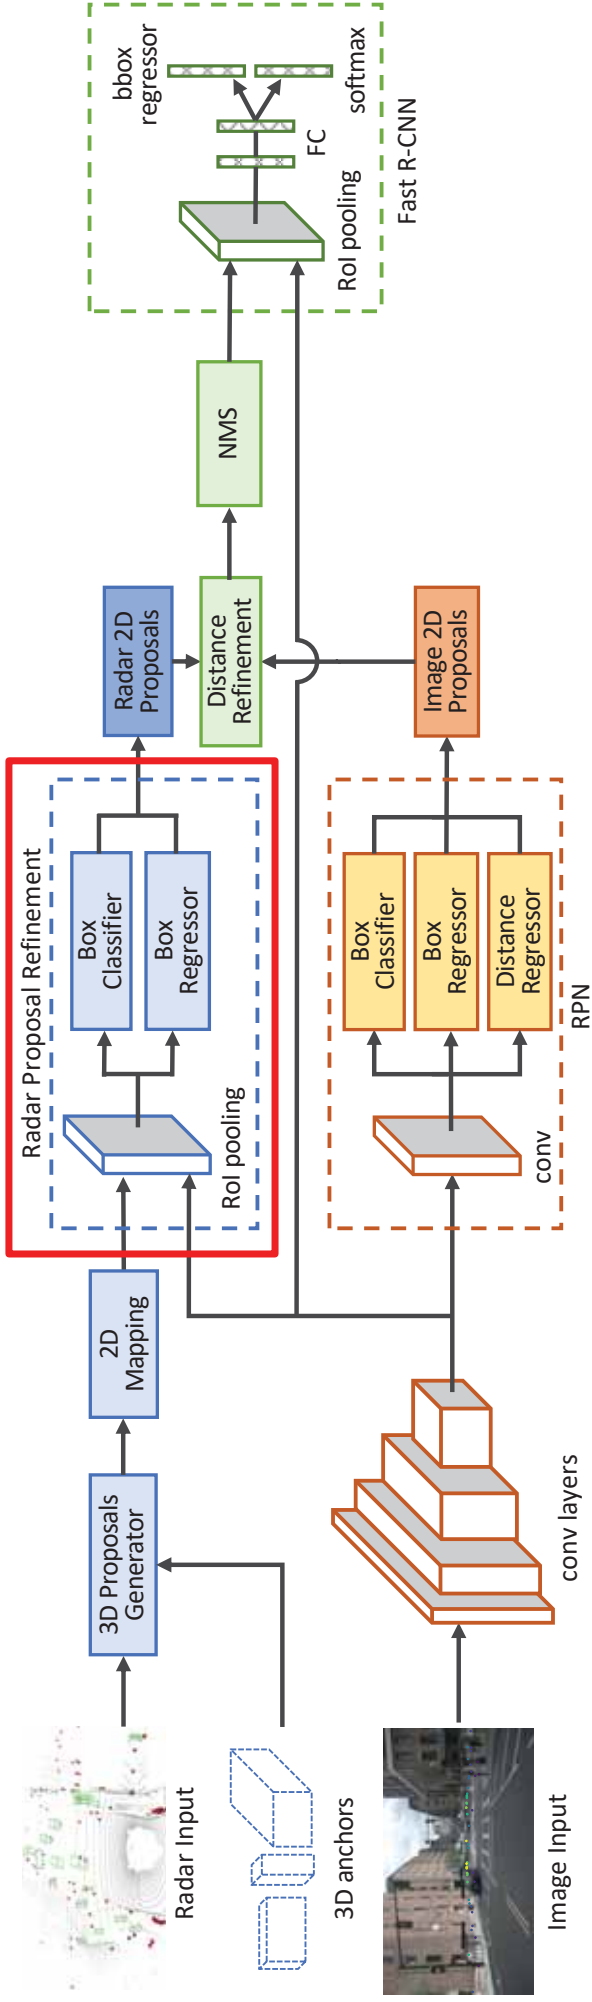 Radar Input
3D anchors
Image Input
3D Proposals
Generator
2D
Mapping
conv layers
Radar Proposal Refinement
RoI pooling
Box
Classifier
Box
Regressor
conv
Box
Classifier
Box
Regressor
Distance
Regressor
RPN
Radar 2D
Proposals
Distance
Refinement
Image 2D
Proposals
NMS
RoI pooling
FC
bbox
regressor
softmax
Fast R-CNN